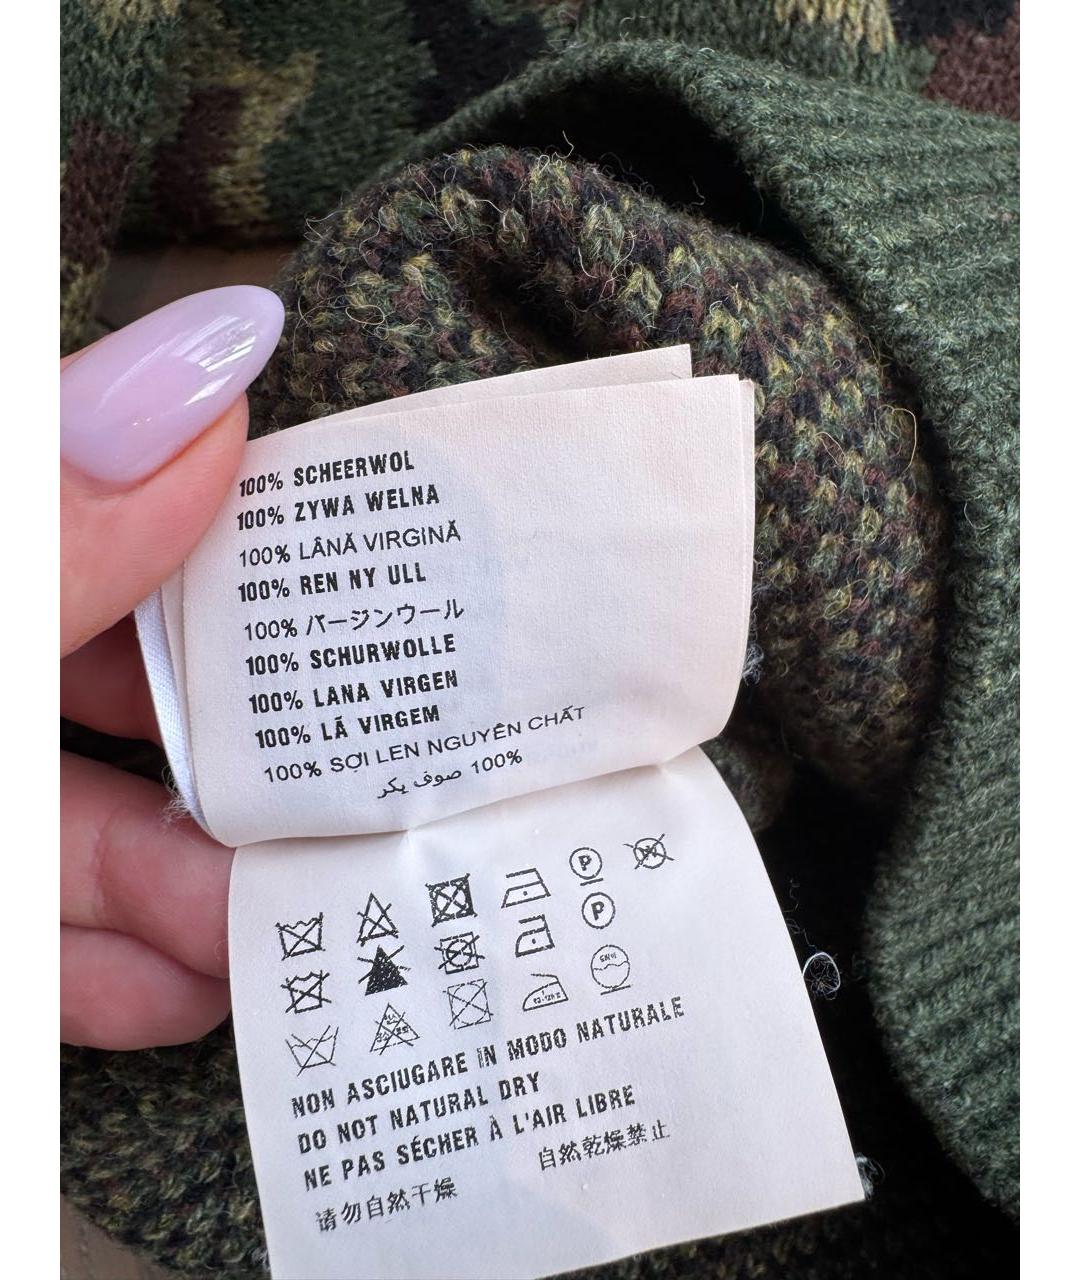 100% SCHEERWOL
100% ZYWA WELNA
100% LÂNĂ VIRGINĂ
100% REN NY ULL
100% バージンウール
100% SCHURWOLLE
100% LANA VIRGEN
100% LÃ VIRGEM
100% SỢI LEN NGUYÊN CHẤT
100% صوف بكر
P
W
P
NON ASCIUGARE IN MODO NATURALE
DO NOT NATURAL DRY
NE PAS SÉCHER À L'AIR LIBRE
请勿自然干燥
自然乾燥禁止